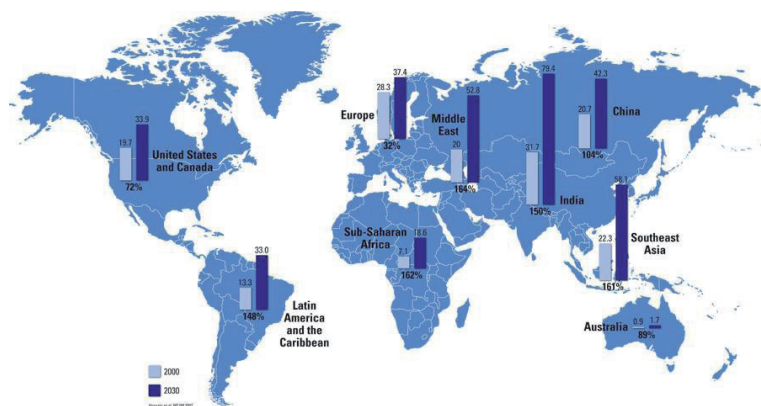 19.7
33.9
United States
and Canada
72%
13.3
33.0
148%
Latin
America
and the
Caribbean
Europe
28.3
37.4
32%
Middle
East
20
52.8
164%
31.7
79.4
India
150%
20.7
42.3
China
104%
Sub-Saharan
Africa
7.1
18.6
162%
22.3
58.1
Southeast
Asia
161%
Australia
0.9
1.7
89%
2000
2030